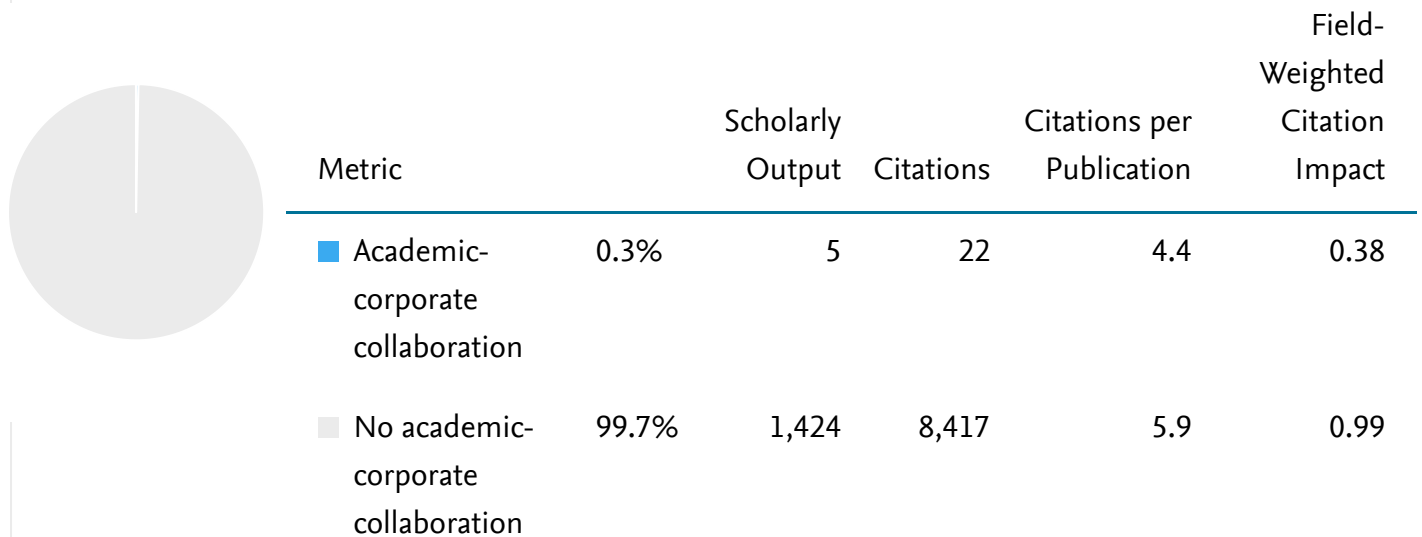 Field-
Weighted
Scholarly Citations per Citation
Metric Output Citations Publication Impact
Academic- 0.3% 5 22 4.4 0.38
corporate
collaboration
No academic- 99.7% 1,424 8,417 5.9 0.99
corporate
collaboration